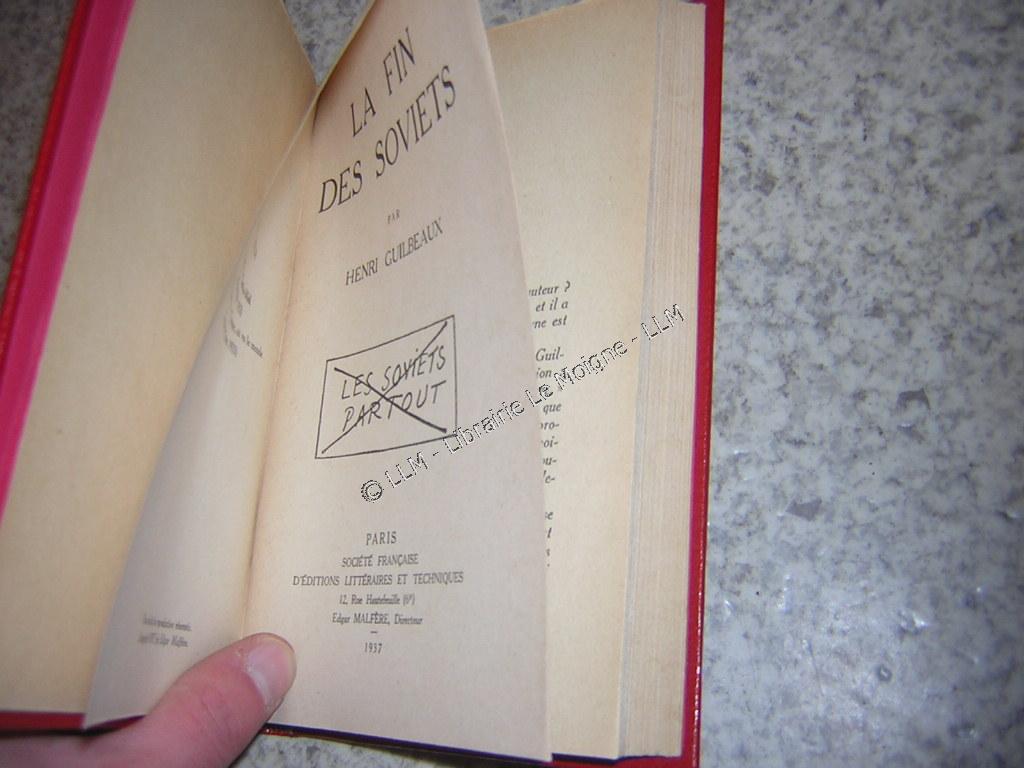 LA FIN
DES SOVIETS
PAR
HENRI GUILBEAUX
LES SOVIETS
PARTOUT
PARIS
SOCIÉTÉ FRANÇAISE
D'ÉDITIONS LITTÉRAIRES ET TECHNIQUES
12, Rue Hautefeuille (6e)
Edgar MALFÈRE, Directeur
1937
auteur ?
et il a
est
Guil-
que
© LLM - Librairie Le Moigne - LLM